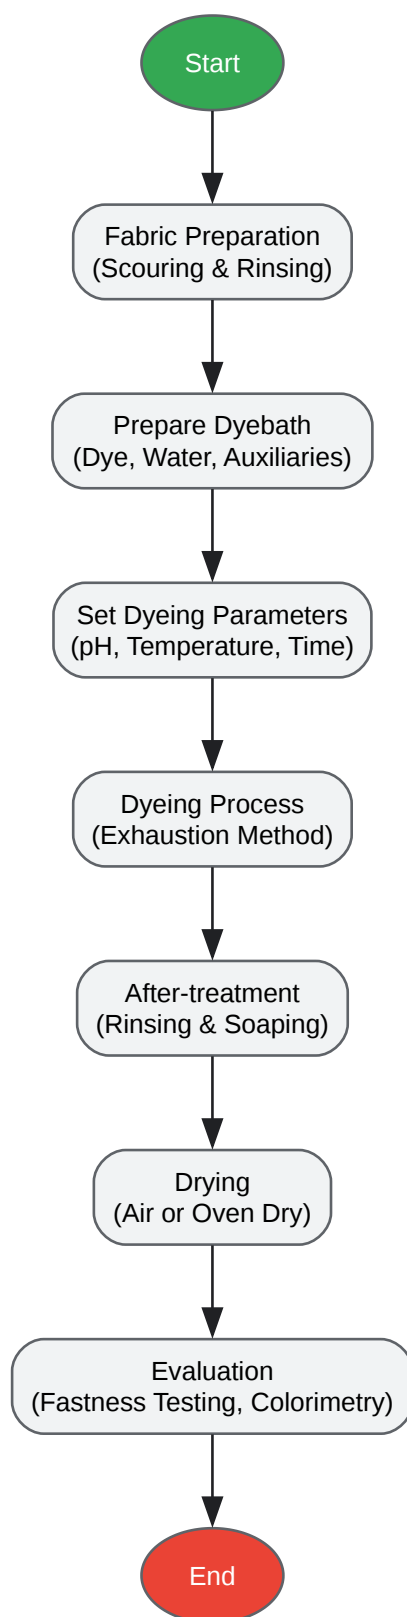 Start
Fabric Preparation
(Scouring & Rinsing)
Prepare Dyebath
(Dye, Water, Auxiliaries)
Set Dyeing Parameters
(pH, Temperature, Time)
Dyeing Process
(Exhaustion Method)
After-treatment
(Rinsing & Soaping)
Drying
(Air or Oven Dry)
Evaluation
(Fastness Testing, Colorimetry)
End